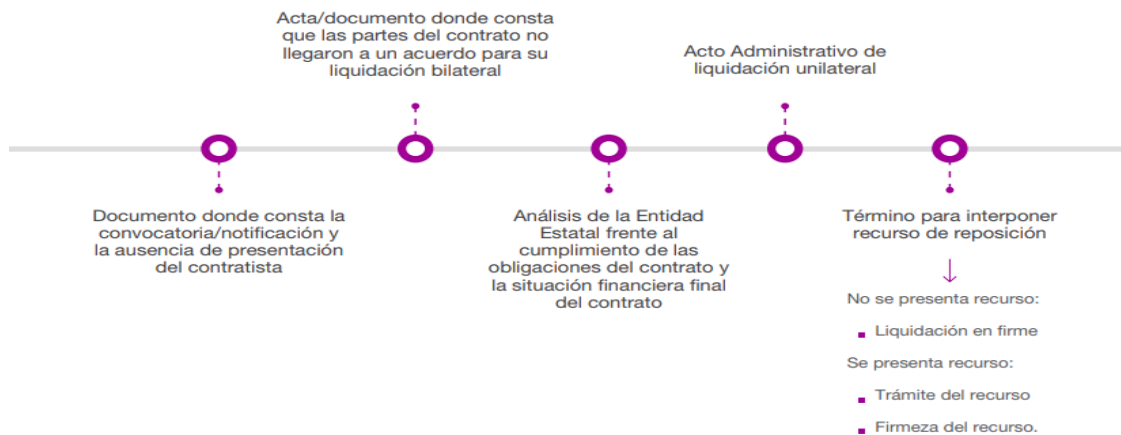 Documento donde consta la
convocatoria/notificación y
la ausencia de presentación
del contratista
Acta/documento donde consta
que las partes del contrato no
llegaron a un acuerdo para su
liquidación bilateral
Análisis de la Entidad
Estatal frente al
cumplimiento de las
obligaciones del contrato y
la situación financiera final
del contrato
Acto Administrativo de
liquidación unilateral
Término para interponer
recurso de reposición
No se presenta recurso:
Liquidación en firme
Se presenta recurso:
Trámite del recurso
Firmeza del recurso.